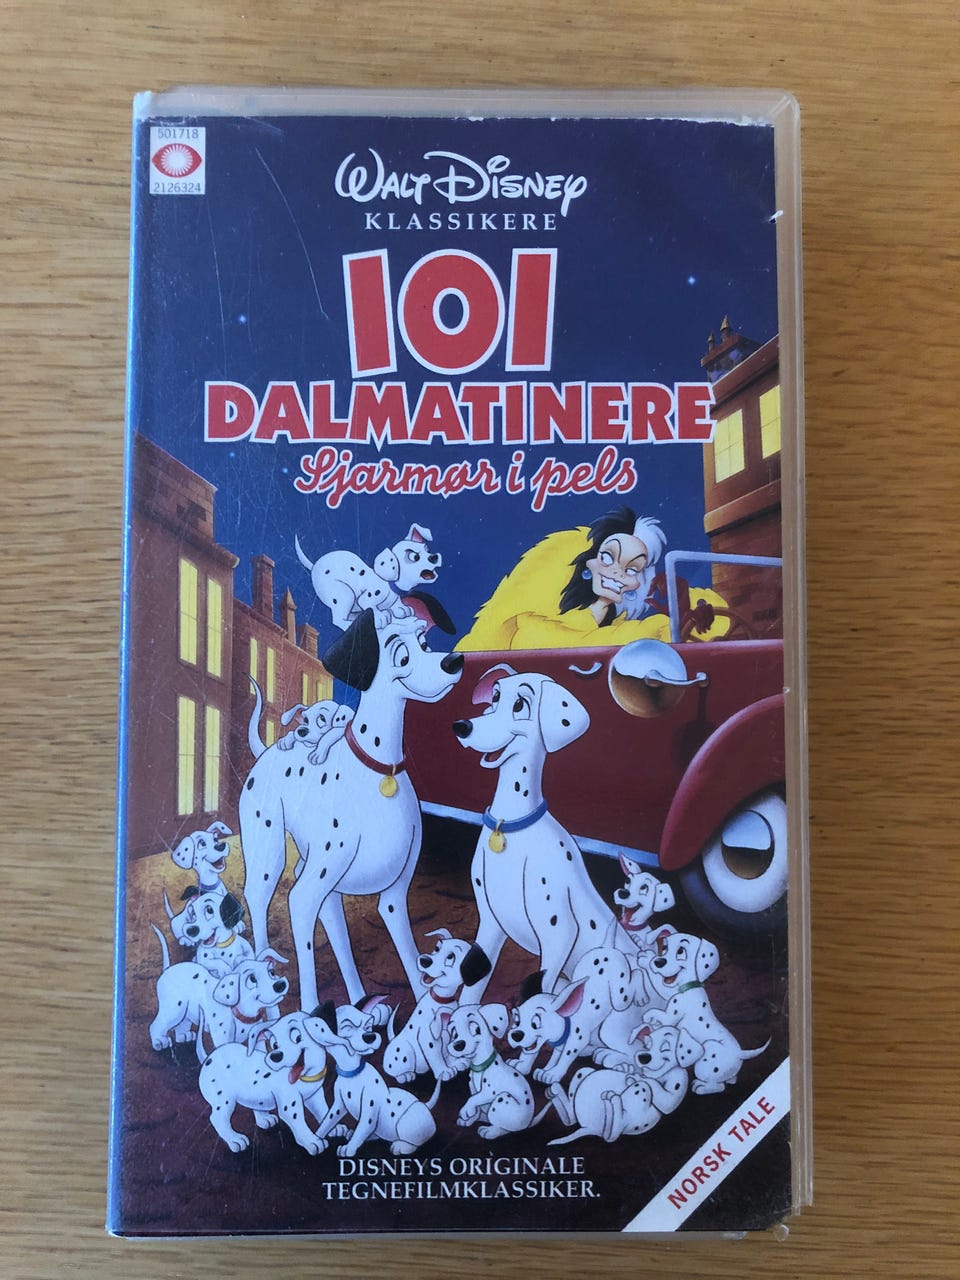 501718
2126324
WALT DISNEY
KLASSIKERE
101
DALMATINERE
Sjarmør i pels
DISNEYS ORIGINALE
TEGNEFILMKLASSIKER.
NORSK TALE